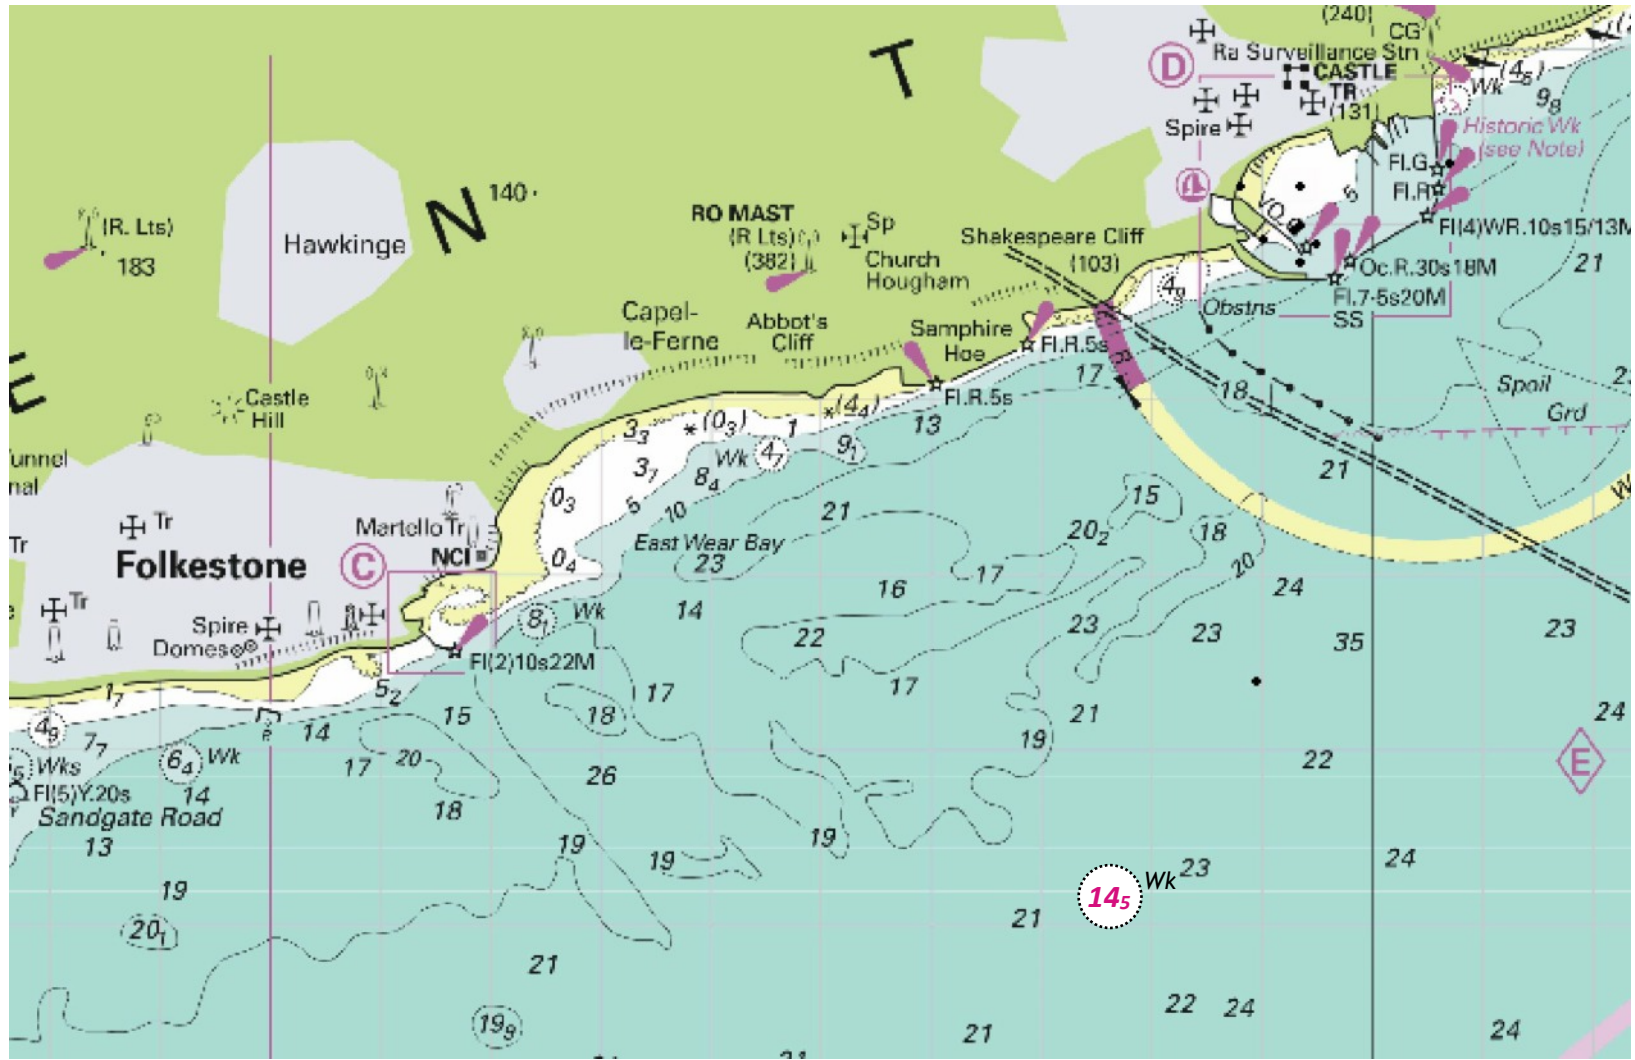 (240)
CG
Ra Surveillance Stn
D
CASTLE
TR
(131)
(4₅)
Wk
9₈
T
Spire
Historic Wk
(see Note)
Fl.G
Fl.R
5
Fl(4)WR.10s15/13M
21
N
140
(R. Lts)
183
Hawkinge
RO MAST
(R Lts)
(382)
Sp
Church
Hougham
Shakespeare Cliff
(103)
4₉
Obstns
Oc.R.30s18M
Fl.7·5s20M
SS
Capel-
le-Ferne
Abbot's
Cliff
Samphire
Hoe
Fl.R.5s
R
17
18
Spoil
Grd
E
Castle
Hill
Fl.R.5s
3₃
(0₃)
1
(4₄)
13
3₇
Wk
4₇
9₁
8₄
21
0₃
5
10
21
15
Tr
Martello Tr
NCI
East Wear Bay
20₂
18
Tr
Folkestone
C
0₄
23
17
20
16
24
Tr
Spire
Domes
8₁
Wk
14
22
23
23
35
23
Fl(2)10s22M
1₇
5₂
15
17
18
17
21
24
4₉
7₇
14
19
Wks
6₄
Wk
17
20
26
22
E
Fl(5)Y.20s
14
18
Sandgate Road
13
19
19
19
24
19
14₅
Wk
23
21
20₁
21
22
24
19₉
21
24